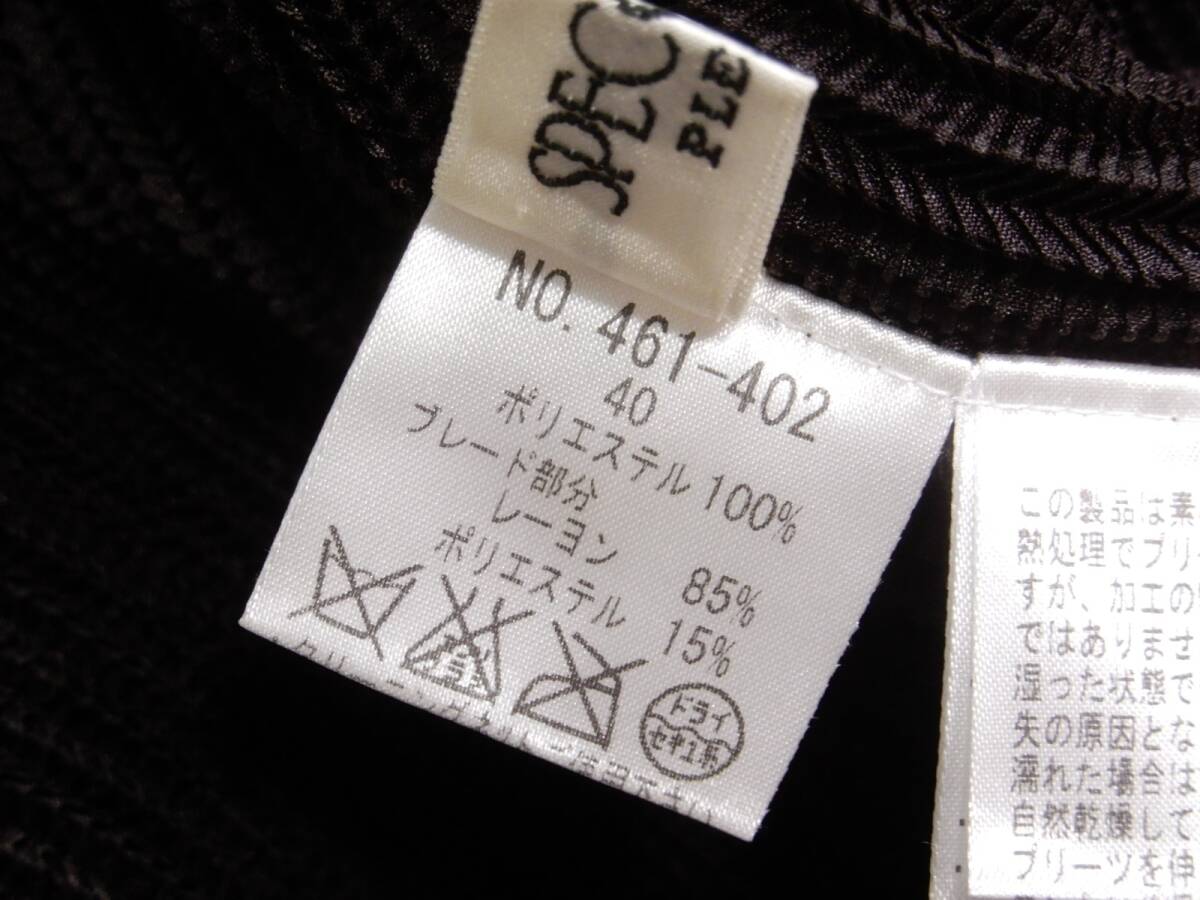 SPEC
PLE
NO. 461-402
40
ポリエステル 100%
ブレード部分
レーヨン 85%
ポリエステル 15%
ドライ
セキユ系
この製品は素
熱処理でプリ
すが、加工の
ではありませ
湿った状態で
失の原因とな
濡れた場合は
自然乾燥して
プリーツを伸